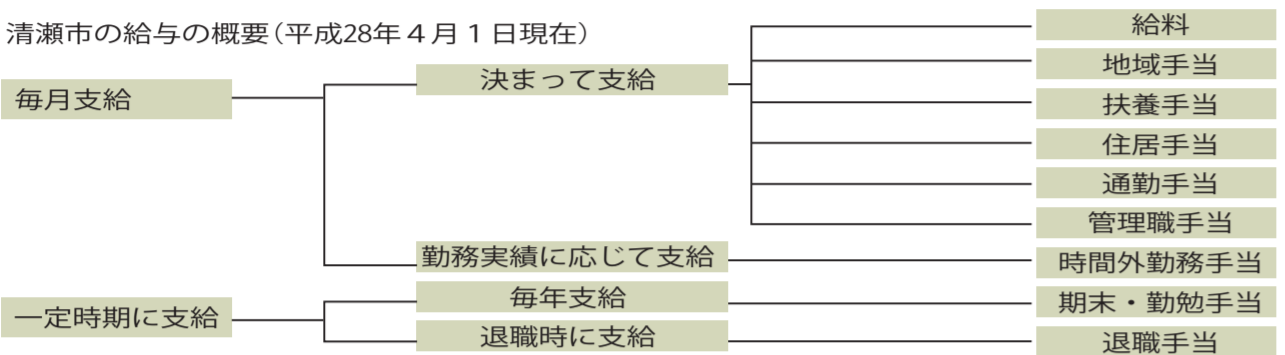 清瀬市の給与の概要(平成28年４月１日現在)
毎月支給
決まって支給
給料
地域手当
扶養手当
住居手当
通勤手当
管理職手当
勤務実績に応じて支給
時間外勤務手当
一定時期に支給
毎年支給
期末・勤勉手当
退職時に支給
退職手当